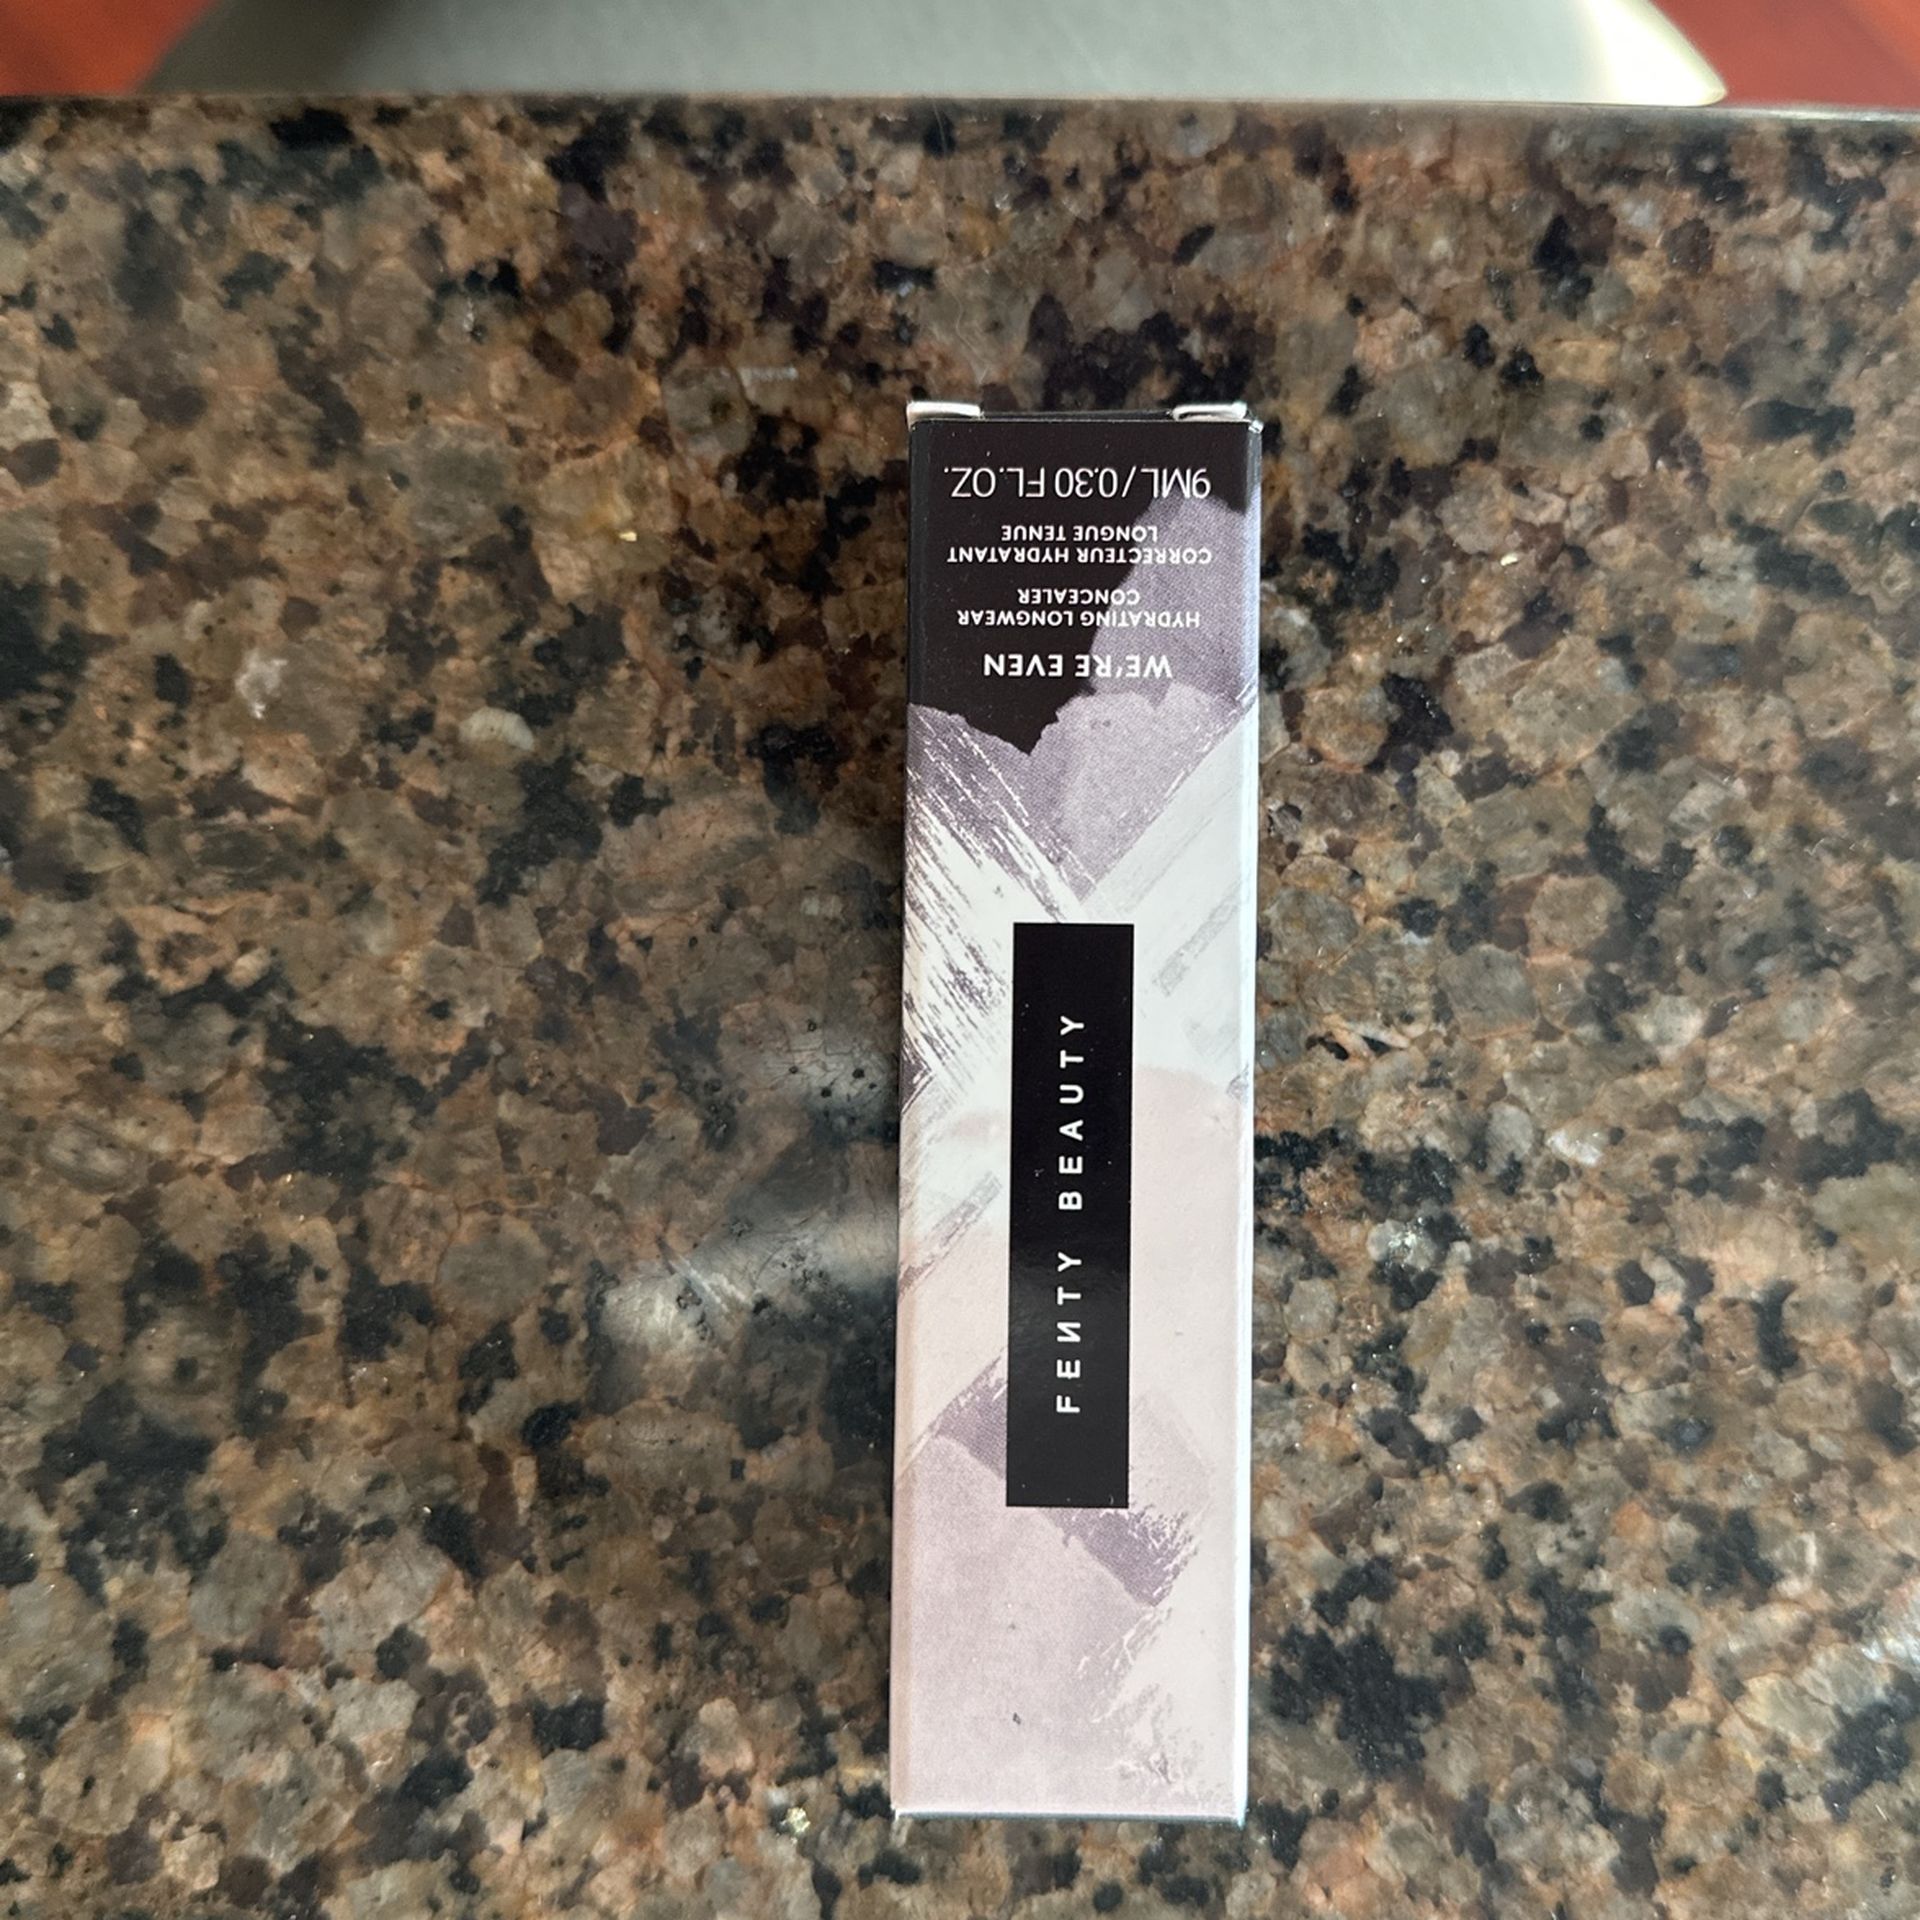 FENTY BEAUTY
WE'RE EVEN
HYDRATING LONGWEAR
CONCEALER
CORRECTEUR HYDRATANT
LONGUE TENUE
9ML/0.30 FL.OZ.